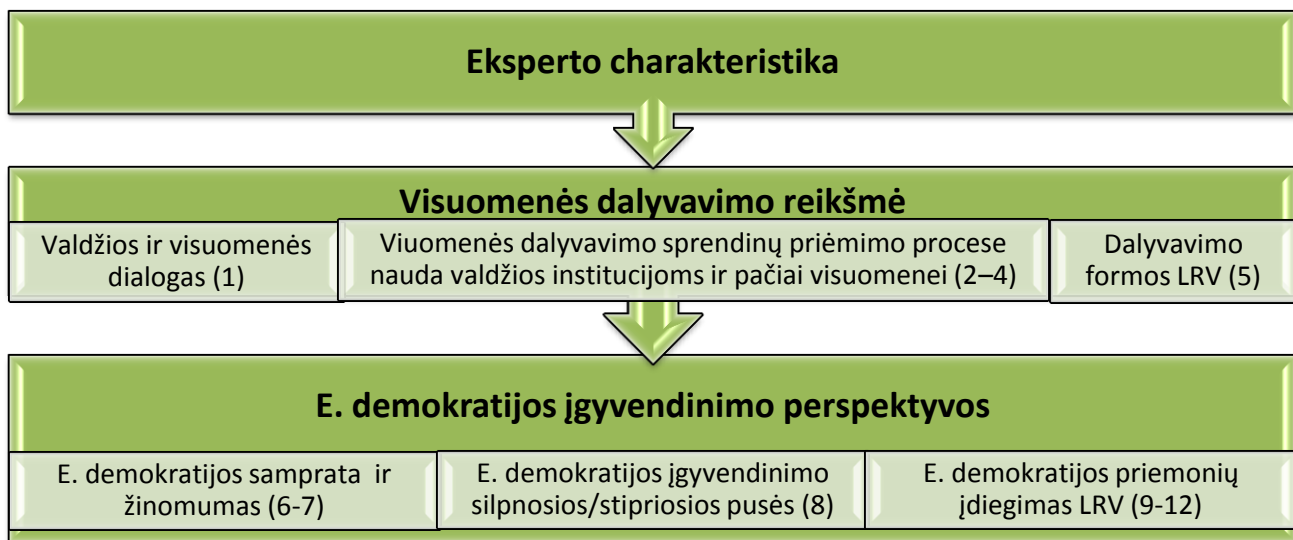 Eksperto charakteristika
Visuomenės dalyvavimo reikšmė
Valdžios ir visuomenės
dialogas (1)
Viuomenės dalyvavimo sprendinų priėmimo procese
nauda valdžios institucijoms ir pačiai visuomenei (2–4)
Dalyvavimo
formos LRV (5)
E. demokratijos įgyvendinimo perspektyvos
E. demokratijos samprata ir
žinomumas (6-7)
E. demokratijos įgyvendinimo
silpnosios/stipriosios pusės (8)
E. demokratijos priemonių
įdiegimas LRV (9-12)